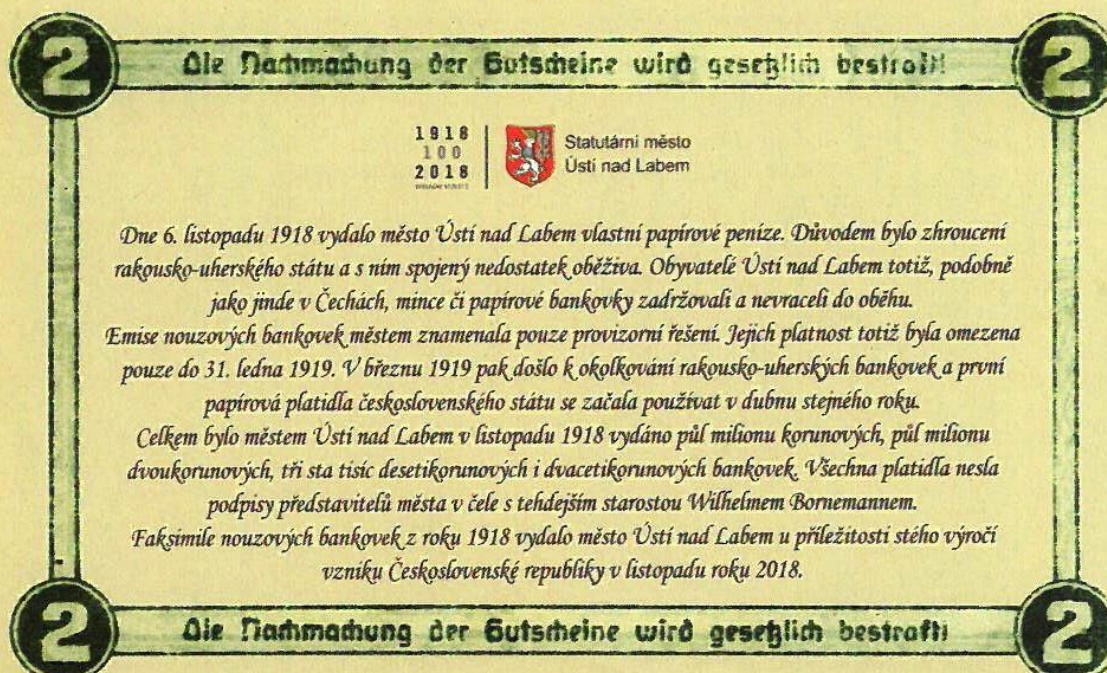 2 Die Nachmachung der Gutscheine wird gesetzlich bestraft! 2
1918
100
2018
Statutární město
Ústí nad Labem
Dne 6. listopadu 1918 vydalo město Ústí nad Labem vlastní papírové peníze. Důvodem bylo zhroucení
rakousko-uherského státu a s ním spojený nedostatek oběživa. Obyvatelé Ústí nad Labem totiž, podobně
jako jinde v Čechách, mince či papírové bankovky zadržovali a nevraceli do oběhu.
Emise nouzových bankovek městem znamenala pouze provizorní řešení. Jejich platnost totiž byla omezena
pouze do 31. ledna 1919. V březnu 1919 pak došlo k okolkování rakousko-uherských bankovek a první
papírová platidla československého státu se začala používat v dubnu stejného roku.
Celkem bylo městem Ústí nad Labem v listopadu 1918 vydáno půl milionu korunových, půl milionu
dvoukorunových, tři sta tisíc desetikorunových i dvacetikorunových bankovek. Všechna platidla nesla
podpisy představitelů města v čele s tehdejším starostou Wilhelmem Bornemannem.
Faksimile nouzových bankovek z roku 1918 vydalo město Ústí nad Labem u příležitosti stého výročí
vzniku Československé republiky v listopadu roku 2018.
2 Die Nachmachung der Gutscheine wird gesetzlich bestraft! 2